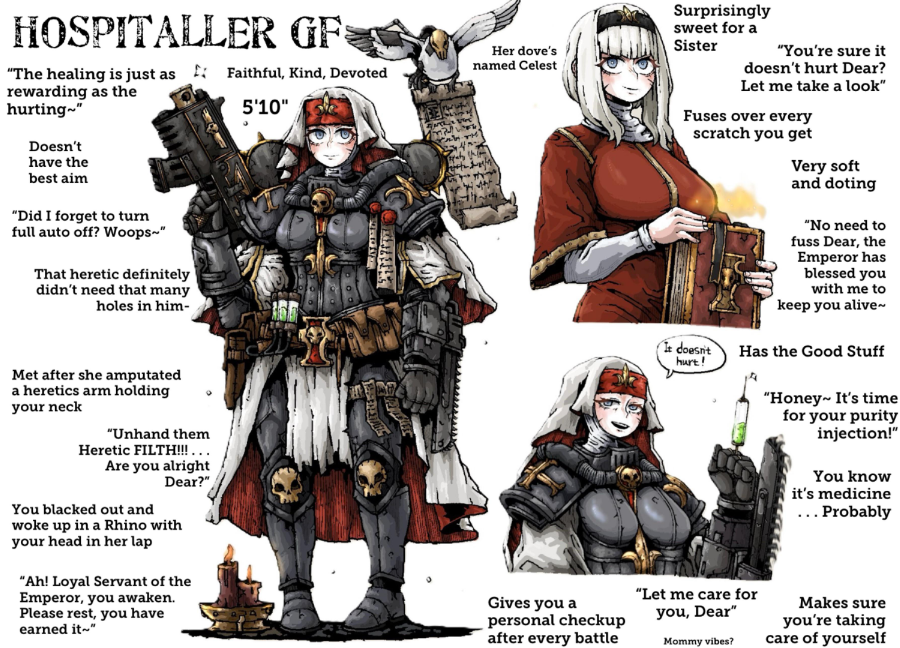 HOSPITALLER GF
"The healing is just as
rewarding as the
hurting~"
Faithful, Kind, Devoted
5'10"
Her dove's
named Celest
Doesn't
have the
best aim
"Did I forget to turn
full auto off? Woops~"
That heretic definitely
didn't need that many
holes in him-
Met after she amputated
a heretics arm holding
your neck
"Unhand them
Heretic FILTH!!! . . .
Are you alright
Dear?"
You blacked out and
woke up in a Rhino with
your head in her lap
"Ah! Loyal Servant of the
Emperor, you awaken.
Please rest, you have
earned it~"
Surprisingly
sweet for a
Sister
"You're sure it
doesn't hurt Dear?
Let me take a look"
Fuses over every
scratch you get
Very soft
and doting
"No need to
fuss Dear, the
Emperor has
blessed you
with me to
keep you alive~
It doesn't
hurt!
Has the Good Stuff
"Honey~ It's time
for your purity
injection!"
You know
it's medicine
. . . Probably
Gives you a
personal checkup
after every battle
"Let me care for
you, Dear"
Mommy vibes?
Makes sure
you're taking
care of yourself